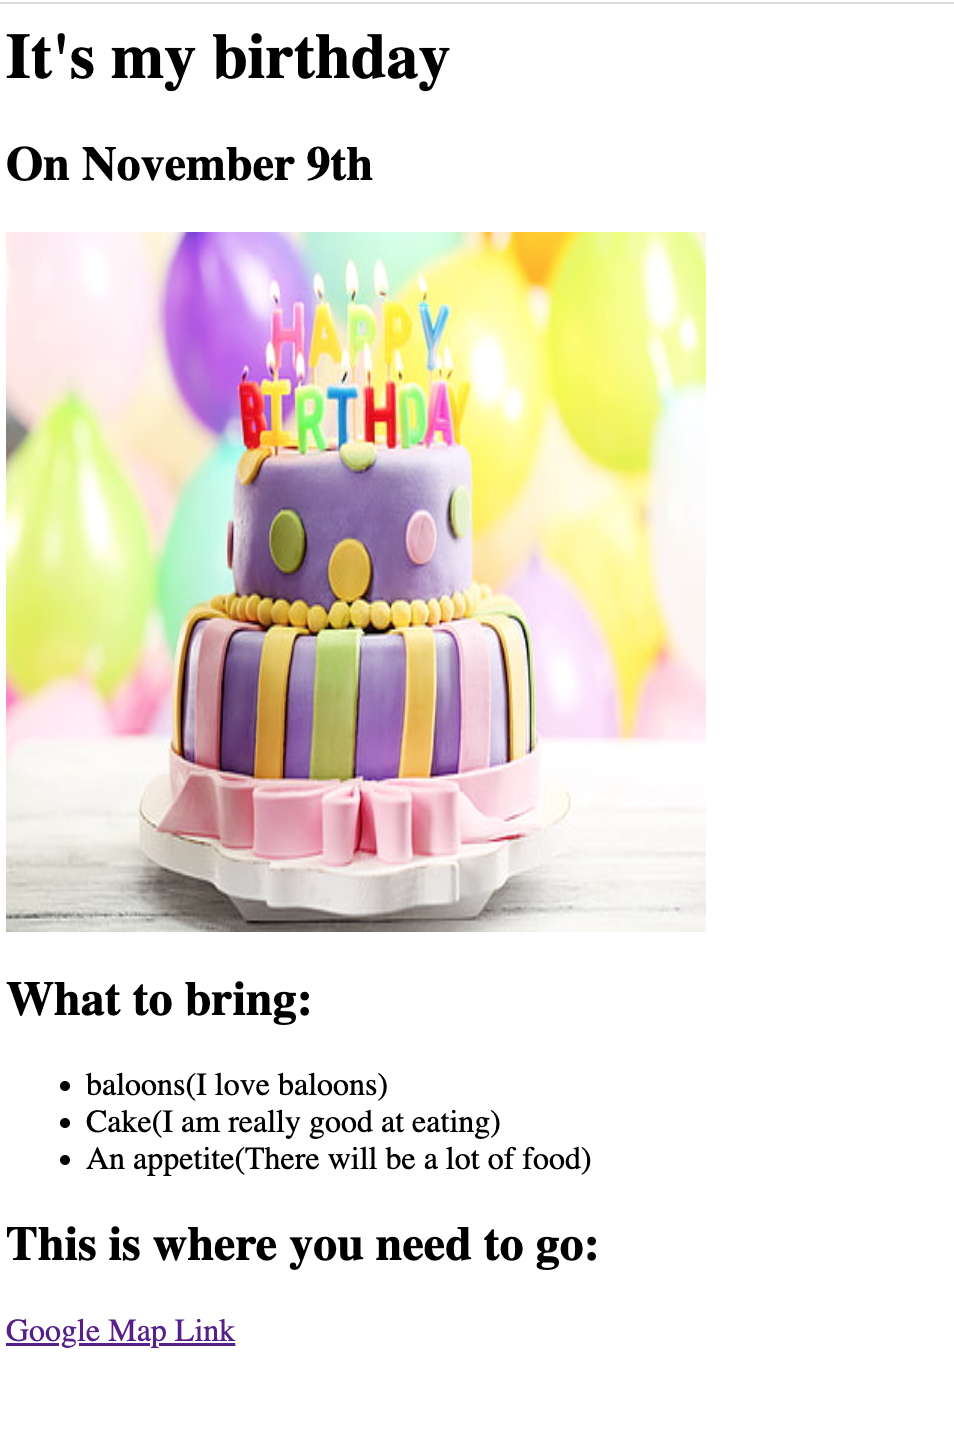 It's my birthday
On November 9th
HAPPY
BIRTHDAY
What to bring:
baloons(I love baloons)
Cake(I am really good at eating)
An appetite(There will be a lot of food)
This is where you need to go:
Google Map Link